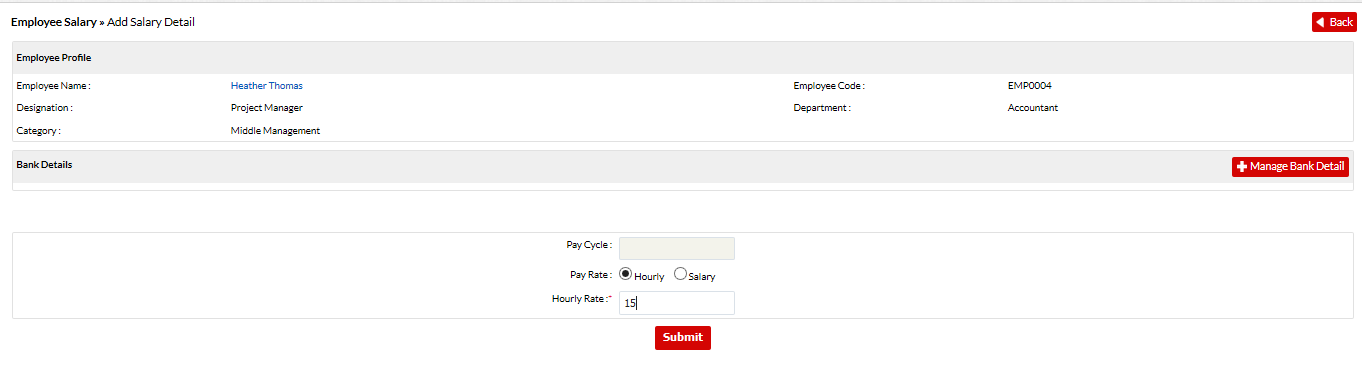 Employee Salary » Add Salary Detail
Back
Employee Profile
Employee Name : Heather Thomas Employee Code : EMP0004
Designation : Project Manager Department : Accountant
Category : Middle Management
Bank Details
Manage Bank Detail
Pay Cycle :
Pay Rate : Hourly Salary
Hourly Rate :* 15
Submit